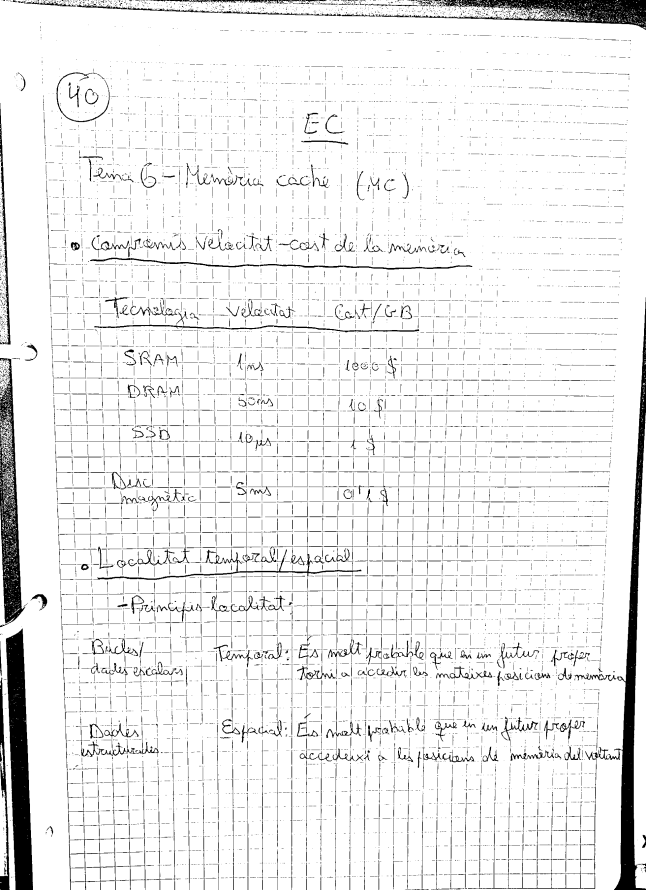 40
EC
Tema 6 - Memòria caché (MC)
• Compromís velocitat-cost de la memòria
Tecnologia velocitat Cost/GB
SRAM 1ns 1000 $
DRAM 50ns 10 $
SSD 10μs 1 $
Disc
magnètic 5ms 0'1 $
• Localitat temporal/espacial
- Principis localitat:
Bucles/ Temporal: És molt probable que en un futur proper
dades escalars torni a accedir les mateixes posicions de memòria
Dades Espacial: És molt probable que en un futur proper
estructurades accedeixi a les posicions de memòria del voltant